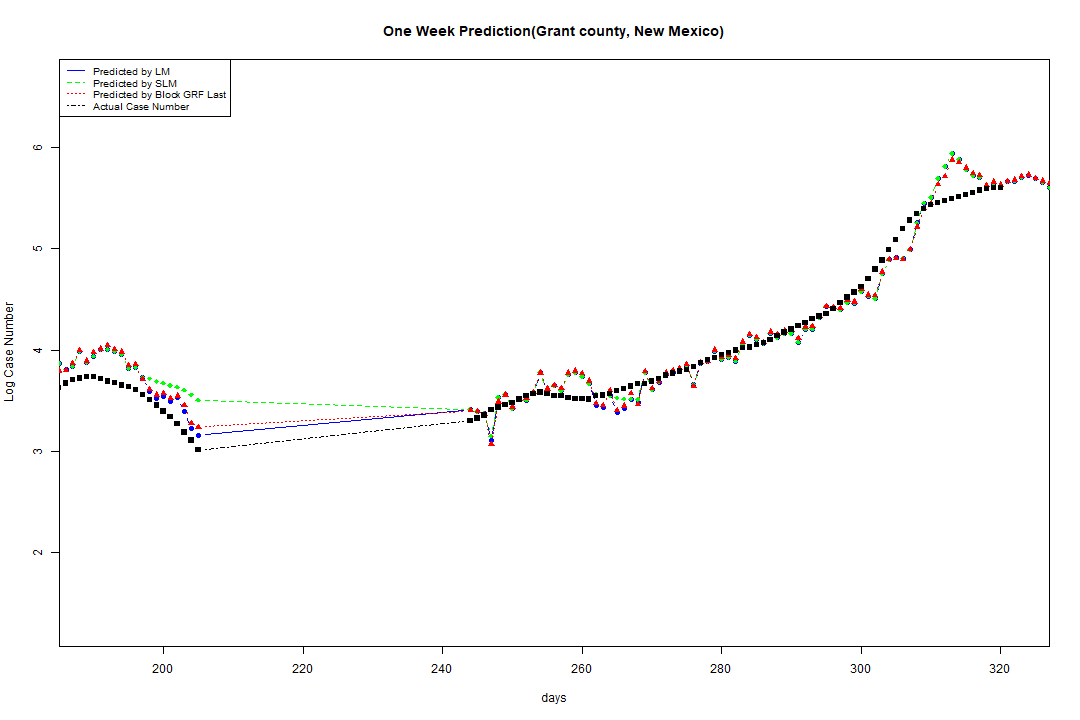 One Week Prediction(Grant county, New Mexico)
Predicted by LM
Predicted by SLM
Predicted by Block GRF Last
Actual Case Number
6
5
4
3
2
Log Case Number
200 220 240 260 280 300 320
days